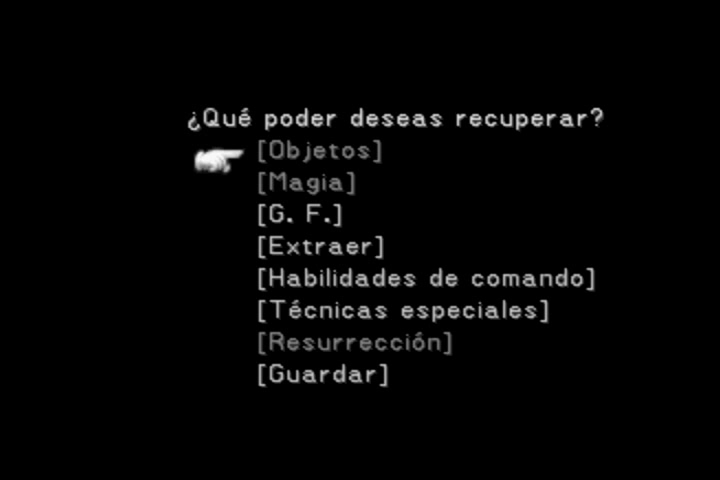 ¿Qué poder deseas recuperar?
[Objetos]
[Magia]
[G. F.]
[Extraer]
[Habilidades de comando]
[Técnicas especiales]
[Resurrección]
[Guardar]